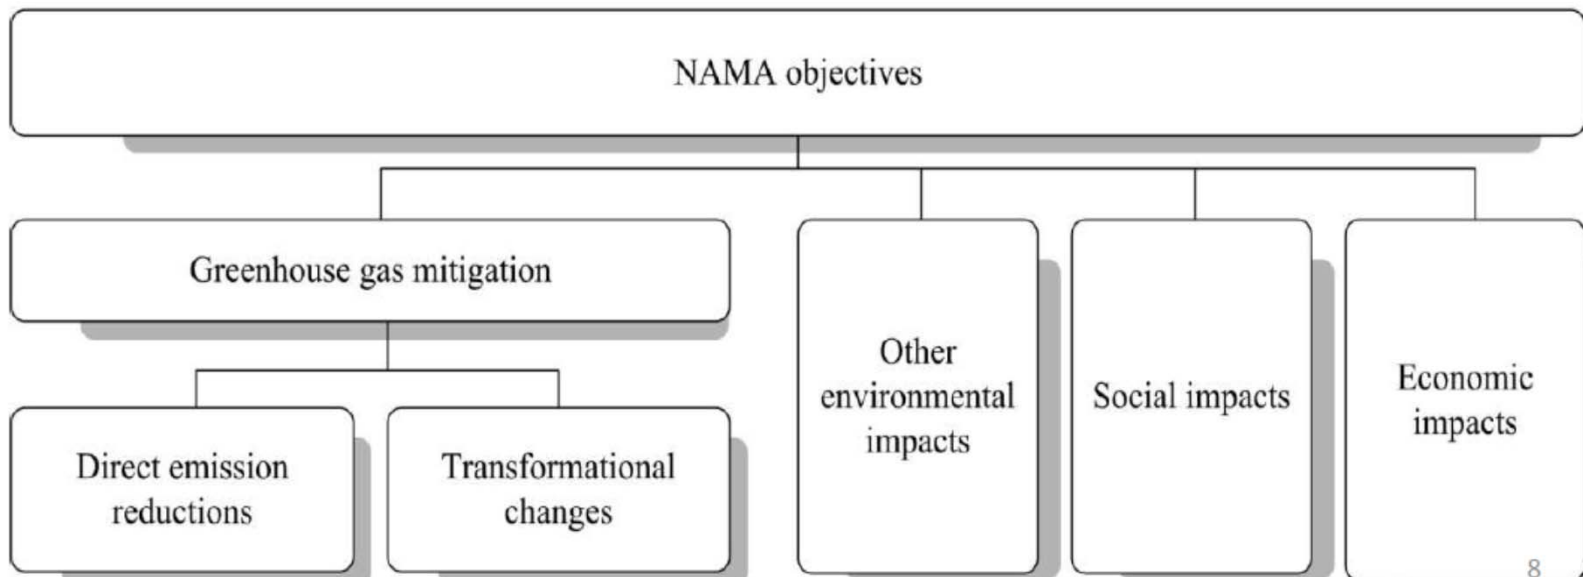 NAMA objectives
Greenhouse gas mitigation
Other
environmental
impacts
Social impacts
Economic
impacts
Direct emission
reductions
Transformational
changes
8